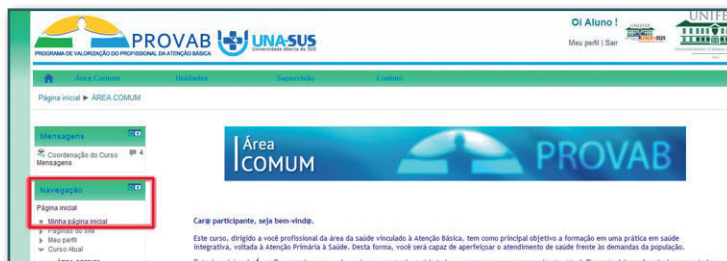 PROVAB
PROGRAMA DE VALORIZAÇÃO DO PROFISSIONAL DA ATENÇÃO BÁSICA
UNA-SUS
Universidade Aberta do SUS
Oi Aluno !
Meu perfil | Sair
UNIFE
Área Comum
Unidades
Supervisão
Contato
Página inicial ► ÁREA COMUM
Mensagens
Coordenação do Curso 4
Mensagens
Navegação
Página inicial
Minha página inicial
Páginas do site
Meu perfil
Curso Atual
Área
COMUM
PROVAB
Car@ participante, seja bem-vind@.
Este curso, dirigido a você profissional da área da saúde vinculado à Atenção Básica, tem como principal objetivo a formação em uma prática em saúde
integrativa, voltada à Atenção Primária à Saúde. Desta forma, você será capaz de aperfeiçoar o atendimento de saúde frente às demandas da população.